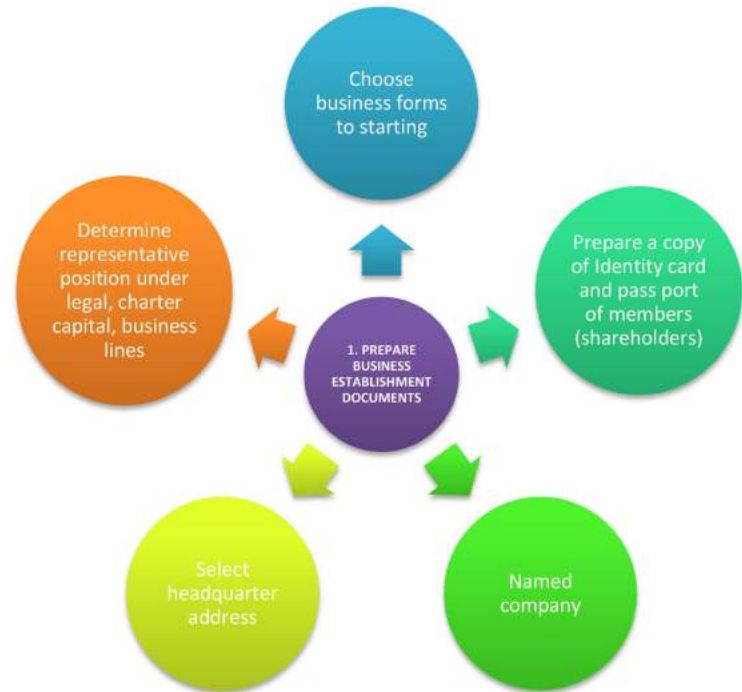 Choose
business forms
to starting
Determine
representative
position under
legal, charter
capital, business
lines
Prepare a copy
of Identity card
and pass port
of members
(shareholders)
1. PREPARE
BUSINESS
ESTABLISHMENT
DOCUMENTS
Select
headquarter
address
Named
company